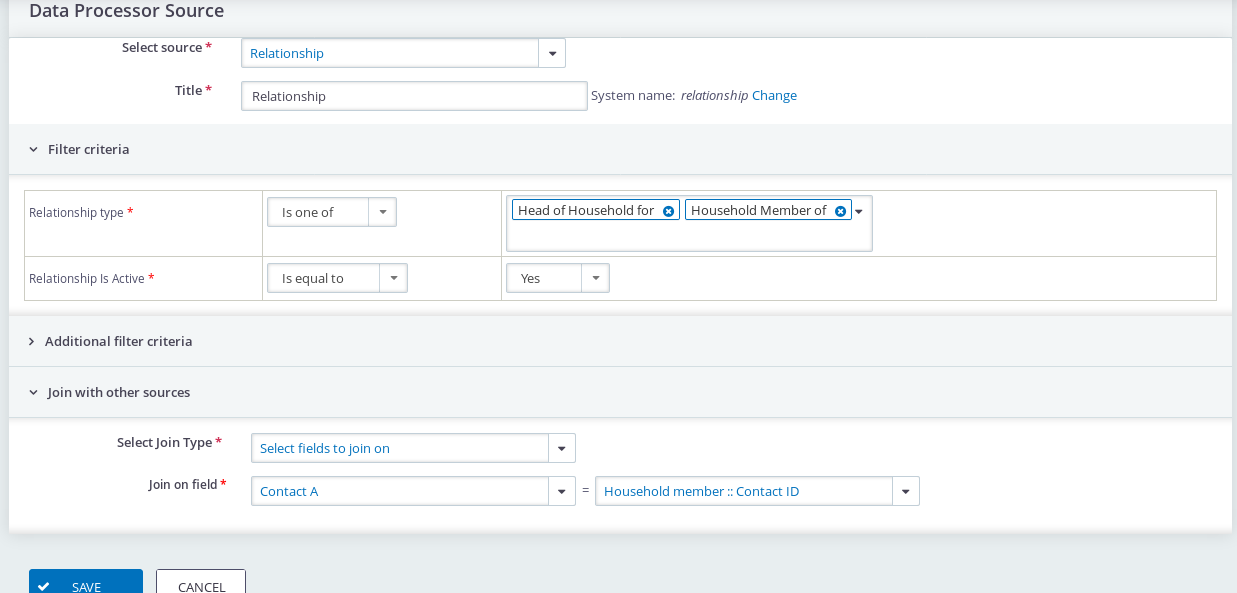 Data Processor Source
Select source * Relationship
Title * Relationship System name: relationship Change
Filter criteria
Relationship type * Is one of Head of Household for Household Member of
Relationship Is Active * Is equal to Yes
Additional filter criteria
Join with other sources
Select Join Type * Select fields to join on
Join on field * Contact A = Household member :: Contact ID
SAVE CANCEL